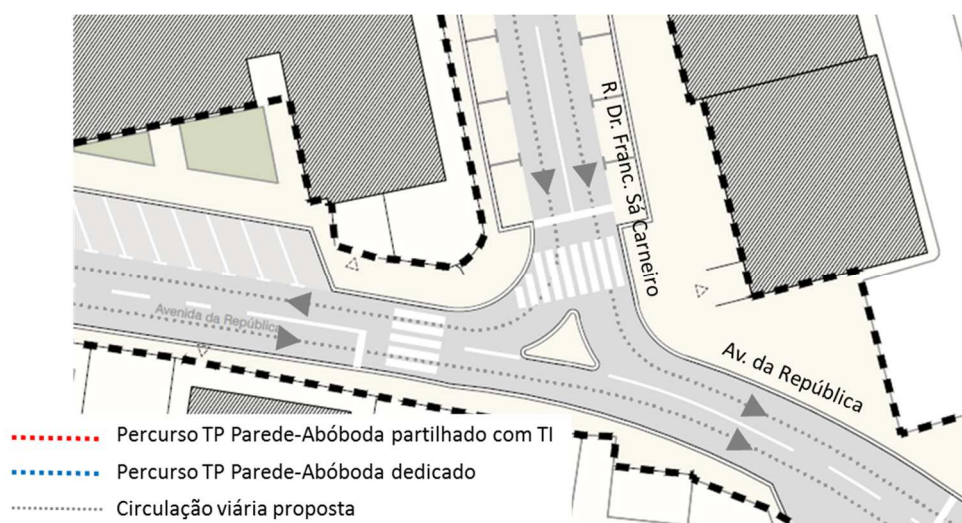 R. Dr. Franc. Sá Carneiro
Avenida da República
Av. da República
Percurso TP Parede-Abóboda partilhado com TI
Percurso TP Parede-Abóboda dedicado
Circulação viária proposta